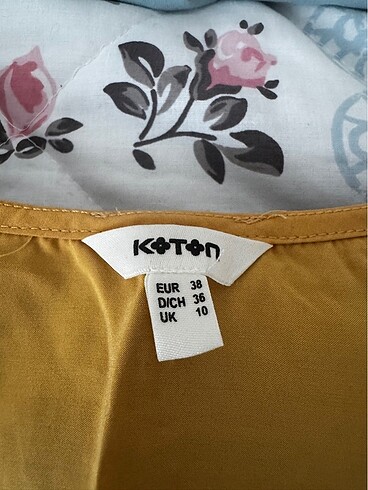 KOTON
EUR 38
D/CH 36
UK 10